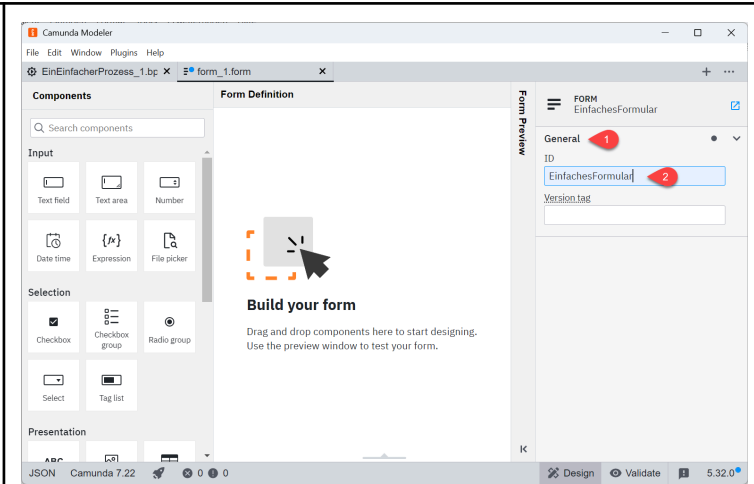 Camunda Modeler
File Edit Window Plugins Help
EinEinfacherProzess_1.bp
form_1.form
Components
Search components
Input
Text field
Text area
Number
Date time
Expression
File picker
Selection
Checkbox
Checkbox group
Radio group
Select
Tag list
Presentation
Form Definition
Build your form
Drag and drop components here to start designing.
Use the preview window to test your form.
Form Preview
FORM
EinfachesFormular
General 1
ID
EinfachesFormular 2
Version tag
JSON Camunda 7.22 0 0 Design Validate 5.32.0